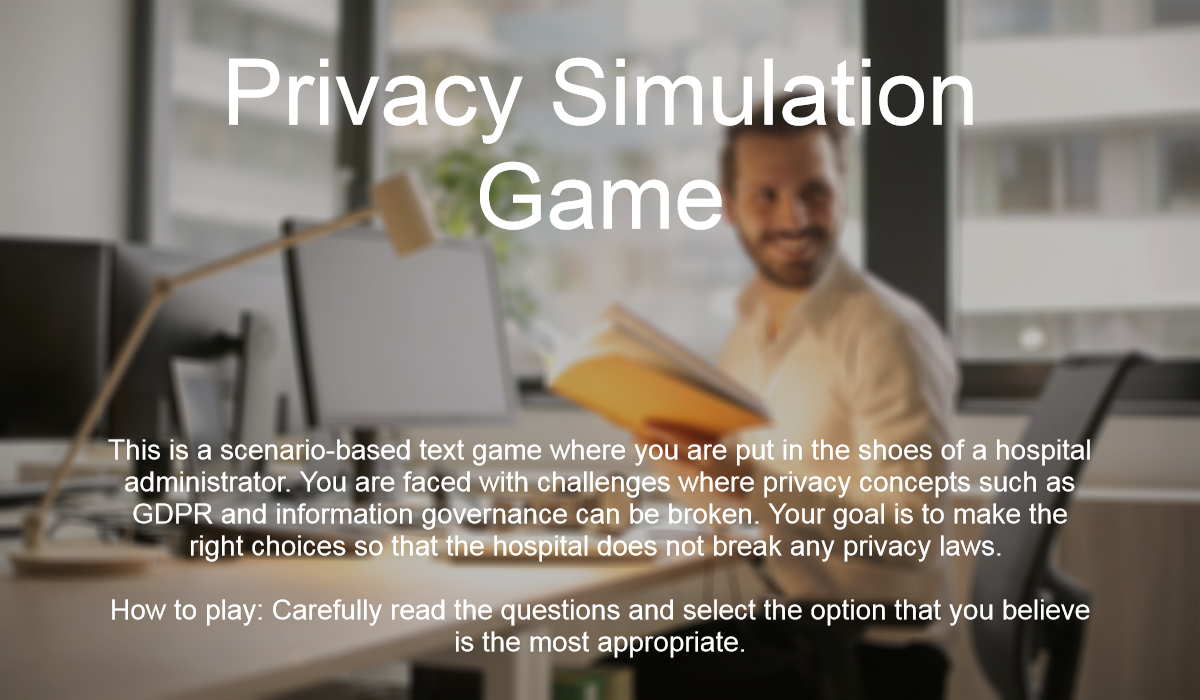 Privacy Simulation
Game
This is a scenario-based text game where you are put in the shoes of a hospital
administrator. You are faced with challenges where privacy concepts such as
GDPR and information governance can be broken. Your goal is to make the
right choices so that the hospital does not break any privacy laws.
How to play: Carefully read the questions and select the option that you believe
is the most appropriate.